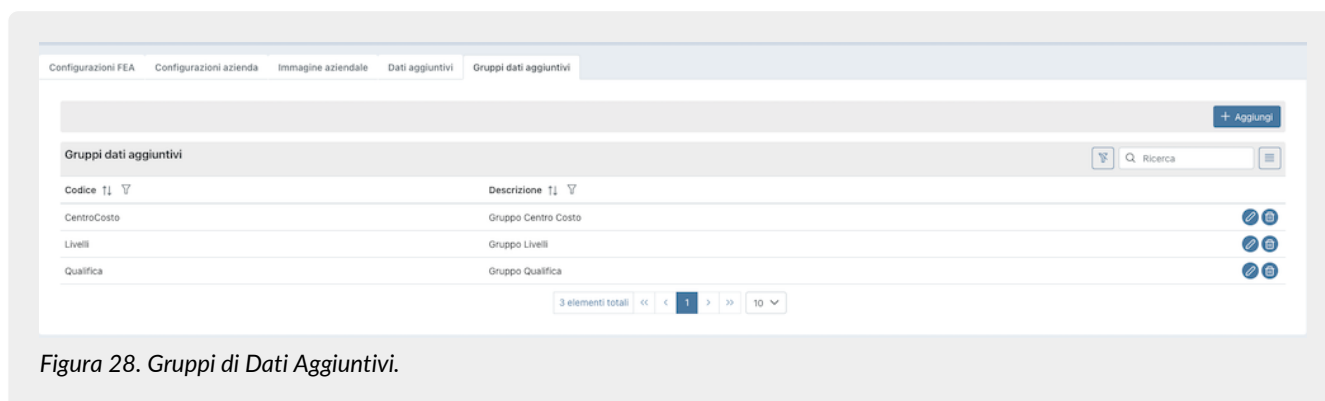 Configurazioni FEA Configurazioni azienda Immagine aziendale Dati aggiuntivi Gruppi dati aggiuntivi
+ Aggiungi
Gruppi dati aggiuntivi Ricerca
Codice Descrizione
CentroCosto Gruppo Centro Costo
Livelli Gruppo Livelli
Qualifica Gruppo Qualifica
3 elementi totali << < 1 > >> 10
Figura 28. Gruppi di Dati Aggiuntivi.